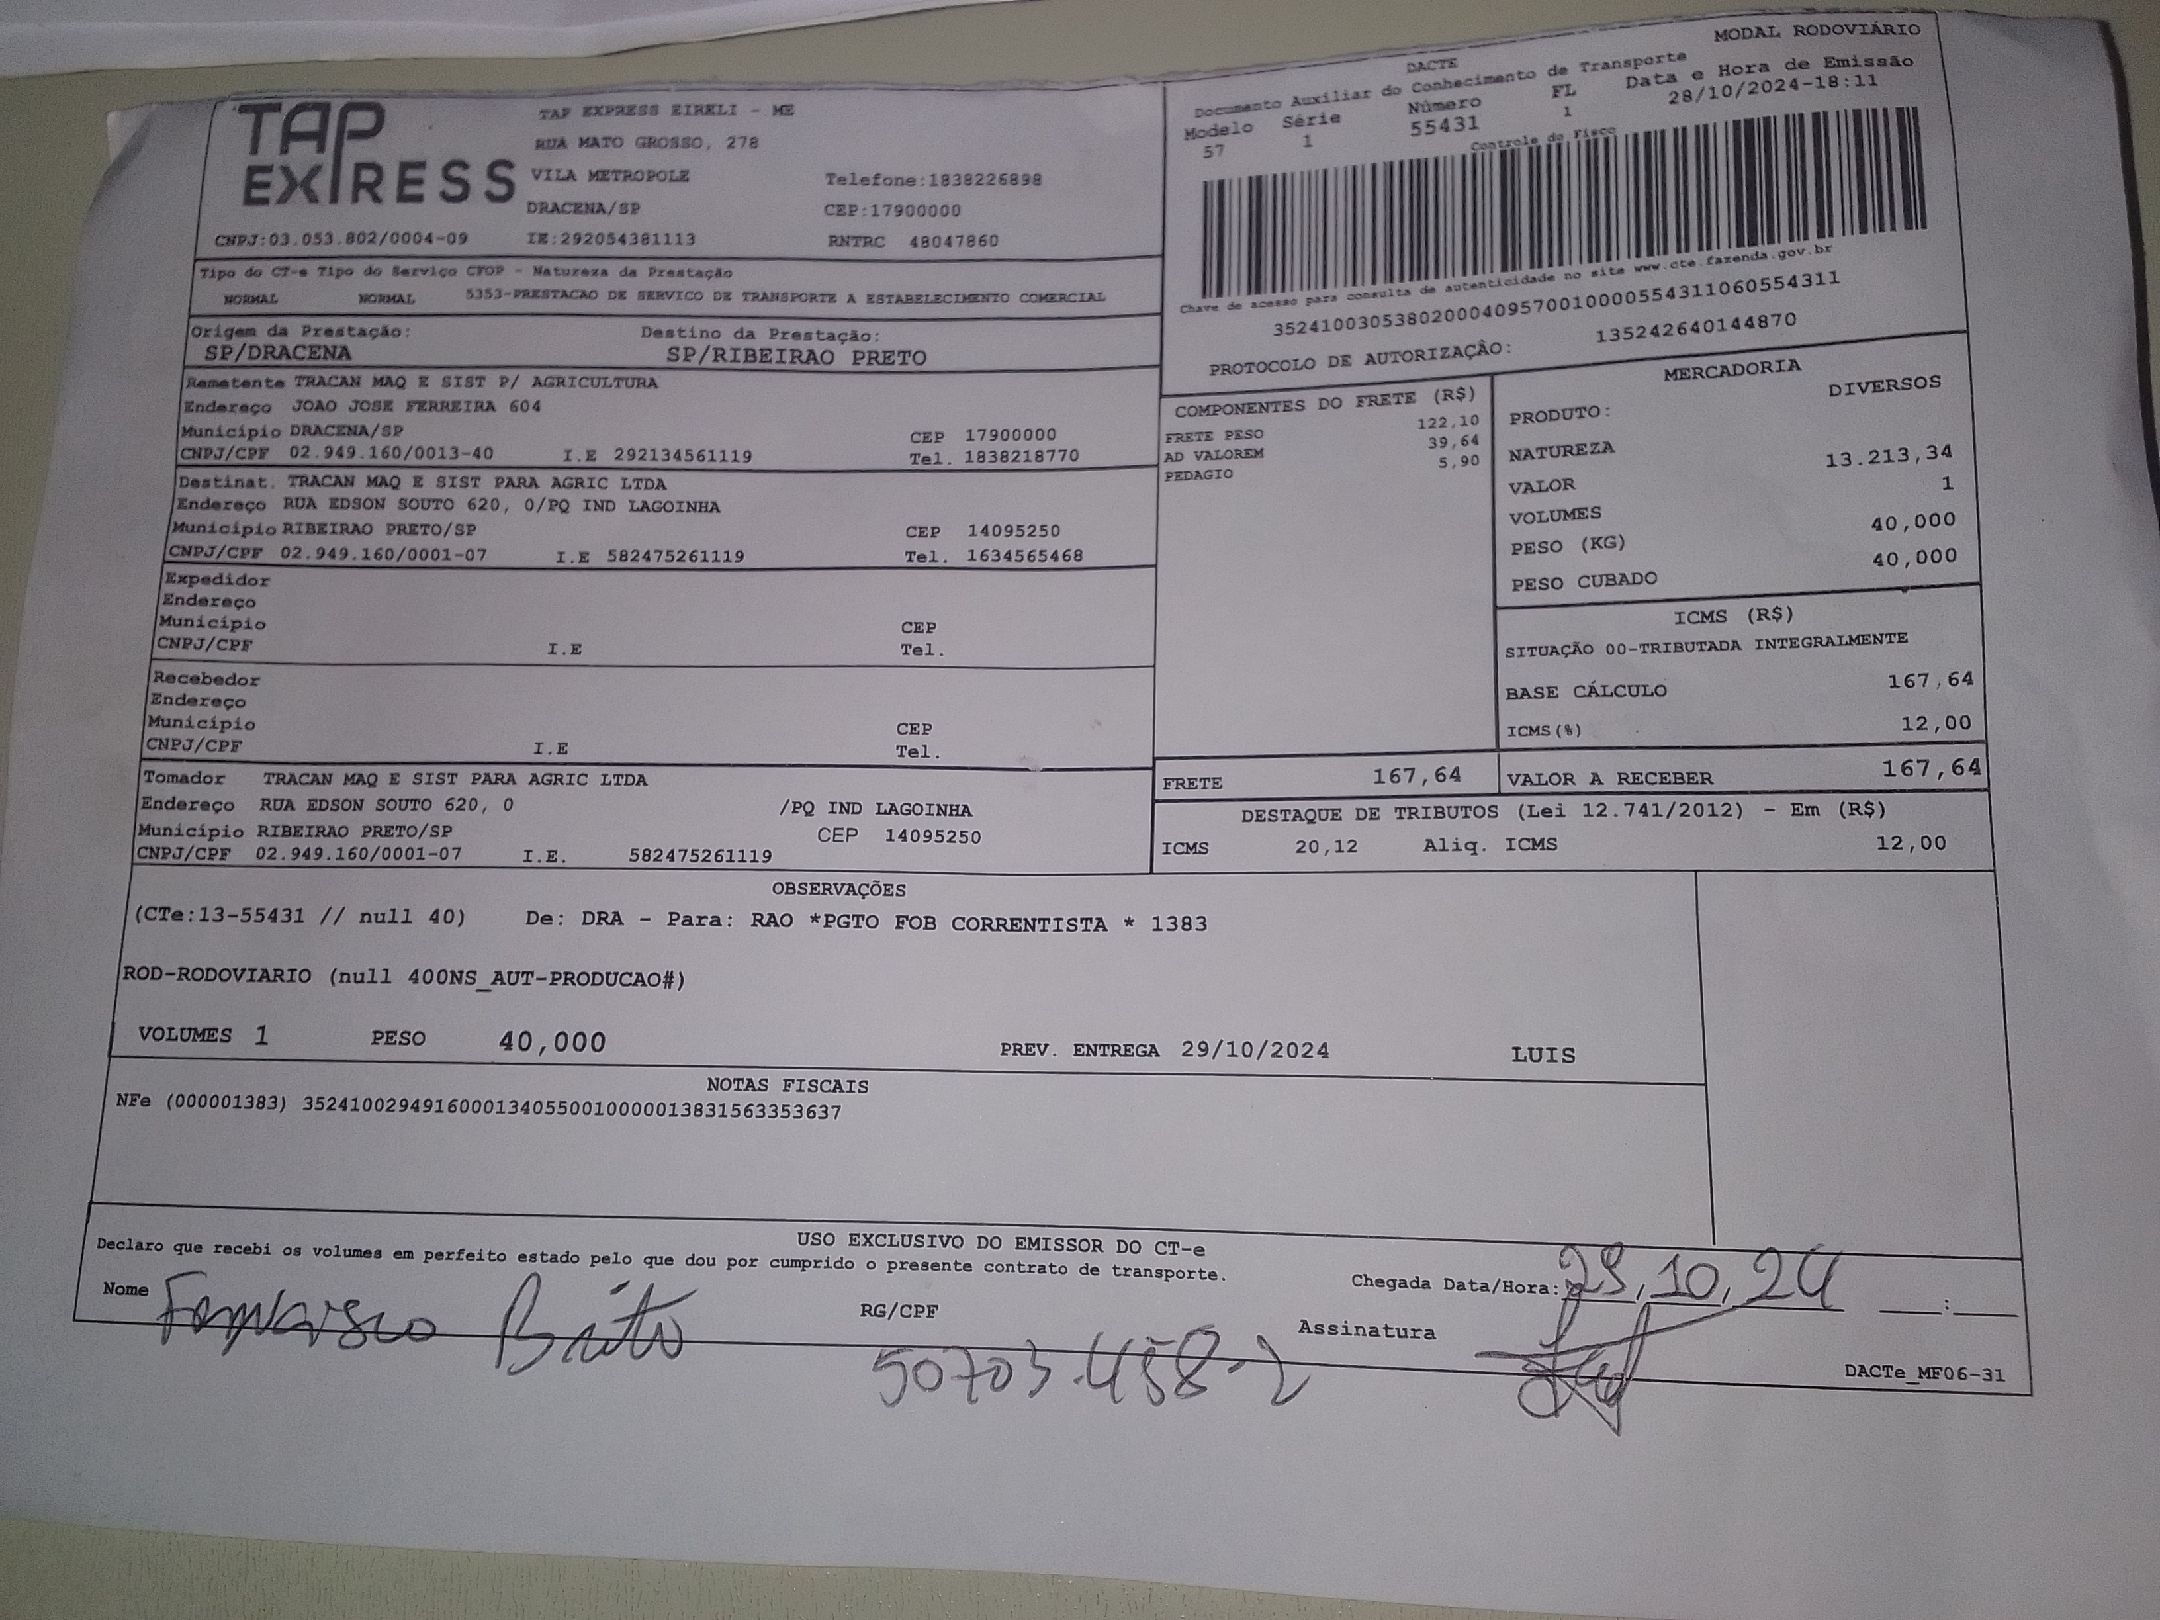 TAP EXPRESS
TAP EXPRESS EIRELI - ME
RUA MATO GROSSO, 278
VILA METROPOLE Telefone:1838226898
DRACENA/SP CEP:17900000
CNPJ:03.053.802/0004-09 IE:292054381113 RNTRC 48047860
MODAL RODOVIÁRIO
DACTE
Documento Auxiliar do Conhecimento de Transporte
Modelo Série Número FL Data e Hora de Emissão
57 1 55431 1 28/10/2024-18:11
Controle do Fisco
Chave de acesso para consulta de autenticidade no site www.cte.fazenda.gov.br
35241003053802000409570010000554311060554311
PROTOCOLO DE AUTORIZAÇÂO: 135242640144870
Tipo do CT-e Tipo do Serviço CFOP - Natureza da Prestação
NORMAL NORMAL 5353-PRESTACAO DE SERVICO DE TRANSPORTE A ESTABELECIMENTO COMERCIAL
Origem da Prestação: Destino da Prestação:
SP/DRACENA SP/RIBEIRAO PRETO
Remetente TRACAN MAQ E SIST P/ AGRICULTURA
Endereço JOAO JOSE FERREIRA 604
Município DRACENA/SP CEP 17900000
CNPJ/CPF 02.949.160/0013-40 I.E 292134561119 Tel. 1838218770
Destinat. TRACAN MAQ E SIST PARA AGRIC LTDA
Endereço RUA EDSON SOUTO 620, 0/PQ IND LAGOINHA
Município RIBEIRAO PRETO/SP CEP 14095250
CNPJ/CPF 02.949.160/0001-07 I.E 582475261119 Tel. 1634565468
Expedidor
Endereço
Município CEP
CNPJ/CPF I.E Tel.
Recebedor
Endereço
Município CEP
CNPJ/CPF I.E Tel.
Tomador TRACAN MAQ E SIST PARA AGRIC LTDA
Endereço RUA EDSON SOUTO 620, 0 /PQ IND LAGOINHA
Município RIBEIRAO PRETO/SP CEP 14095250
CNPJ/CPF 02.949.160/0001-07 I.E. 582475261119
COMPONENTES DO FRETE (R$)
FRETE PESO 122,10
AD VALOREM 39,64
PEDAGIO 5,90
MERCADORIA
PRODUTO: DIVERSOS
NATUREZA
VALOR 13.213,34
VOLUMES 1
PESO (KG) 40,000
PESO CUBADO 40,000
ICMS (R$)
SITUAÇÃO 00-TRIBUTADA INTEGRALMENTE
BASE CÁLCULO 167,64
ICMS(%) 12,00
FRETE 167,64 VALOR A RECEBER 167,64
DESTAQUE DE TRIBUTOS (Lei 12.741/2012) - Em (R$)
ICMS 20,12 Aliq. ICMS 12,00
OBSERVAÇÕES
(CTe:13-55431 // null 40) De: DRA - Para: RAO *PGTO FOB CORRENTISTA * 1383
ROD-RODOVIARIO (null 400NS_AUT-PRODUCAO#)
VOLUMES 1 PESO 40,000 PREV. ENTREGA 29/10/2024 LUIS
NOTAS FISCAIS
NFe (000001383) 35241002949160001340550010000013831563353637
USO EXCLUSIVO DO EMISSOR DO CT-e
Declaro que recebi os volumes em perfeito estado pelo que dou por cumprido o presente contrato de transporte.
Nome Brito RG/CPF 50703.458-2
Chegada Data/Hora: 29,10,24 :
Assinatura
DACTe_MF06-31